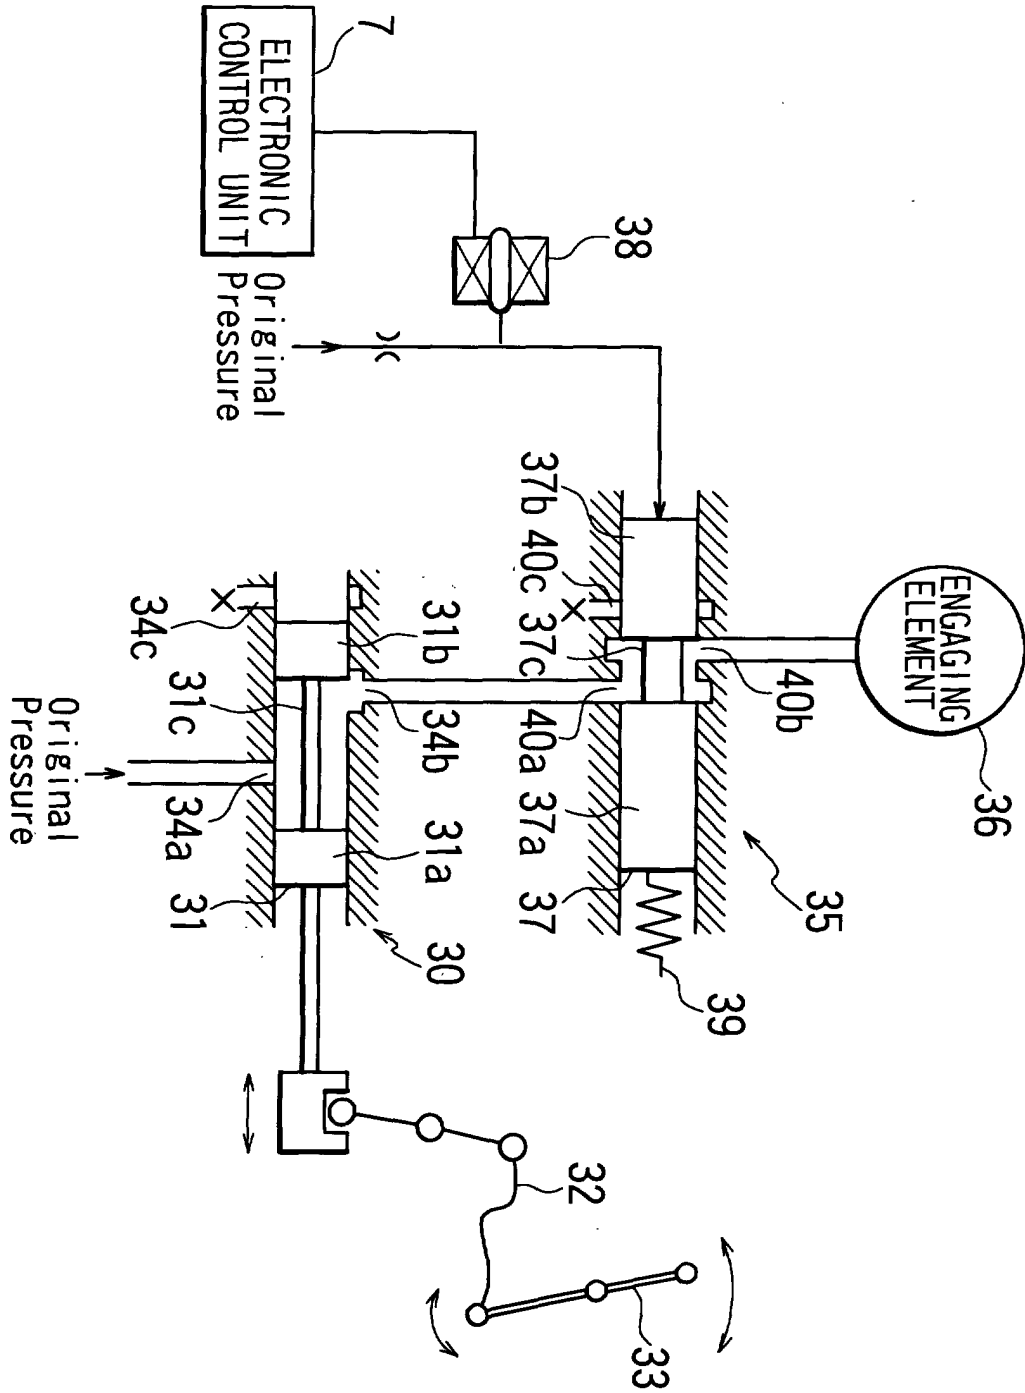 7
ELECTRONIC
CONTROL UNIT
38
Original
Pressure
37b
40c
37c
40a
37a
37
39
40b
ENGAGING
ELEMENT
36
35
34c
31b
31c
34b
34a
31a
31
30
Original
Pressure
32
33